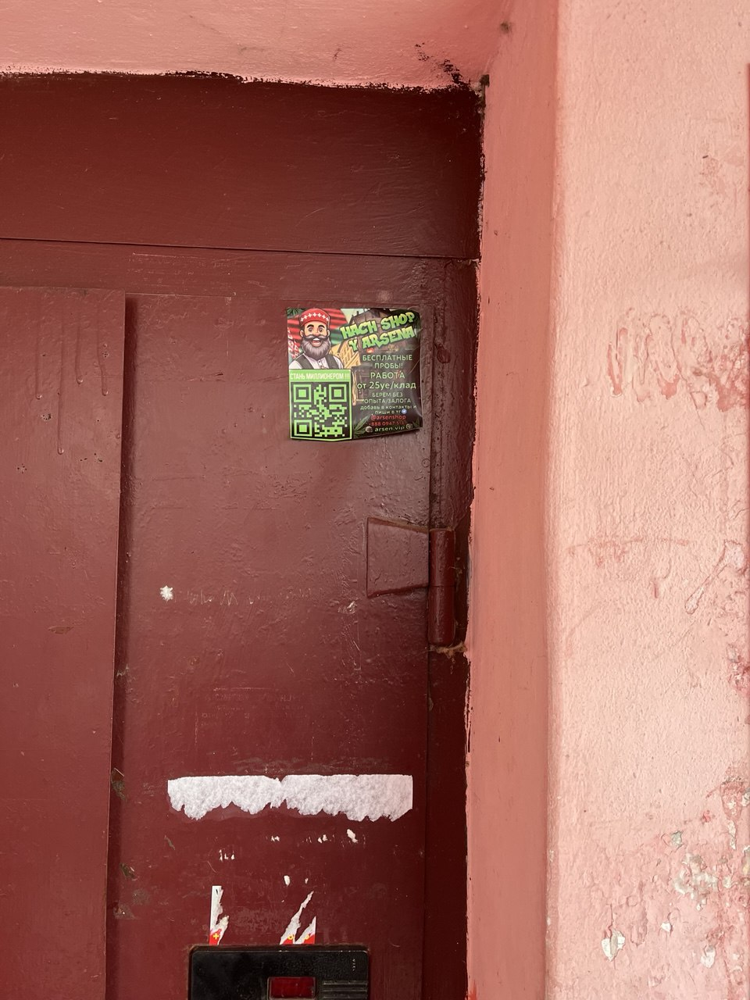 HACH SHOP
Y ARSENA
БЕСПЛАТНЫЕ
ПРОБЫ!
РАБОТА
от 25уе/клад
БЕРЕМ БЕЗ
ОПЫТА/ЗАЛОГА
добавь в контакты и
пиши в тг
@arsenshop
arsen.vip
СТАНЬ МИЛЛИОНЕРОМ !!!